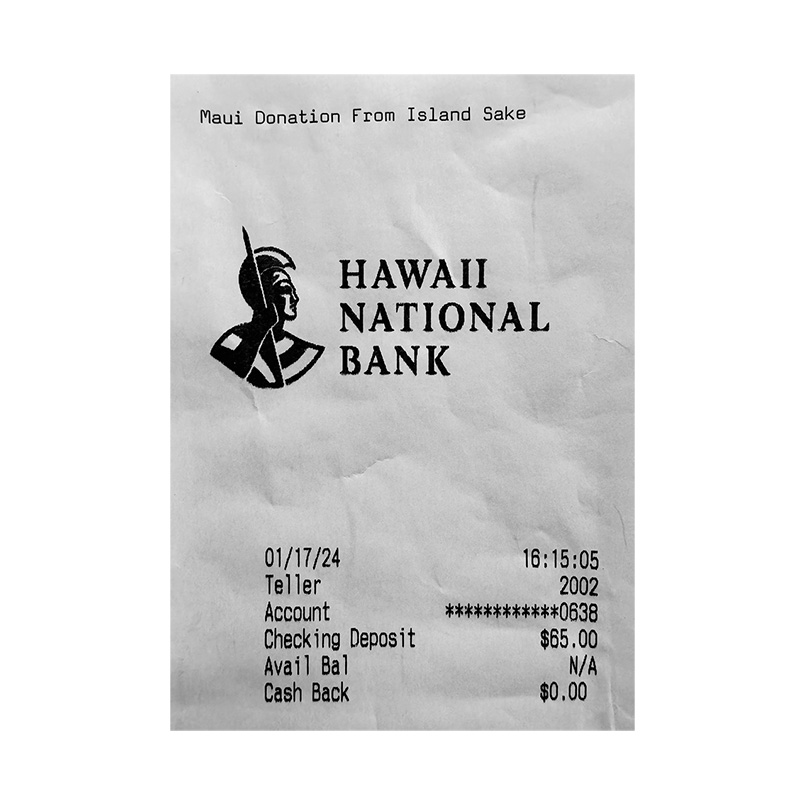 Maui Donation From Island Sake
HAWAII
NATIONAL
BANK
01/17/24 16:15:05
Teller 2002
Account ************0638
Checking Deposit $65.00
Avail Bal N/A
Cash Back $0.00